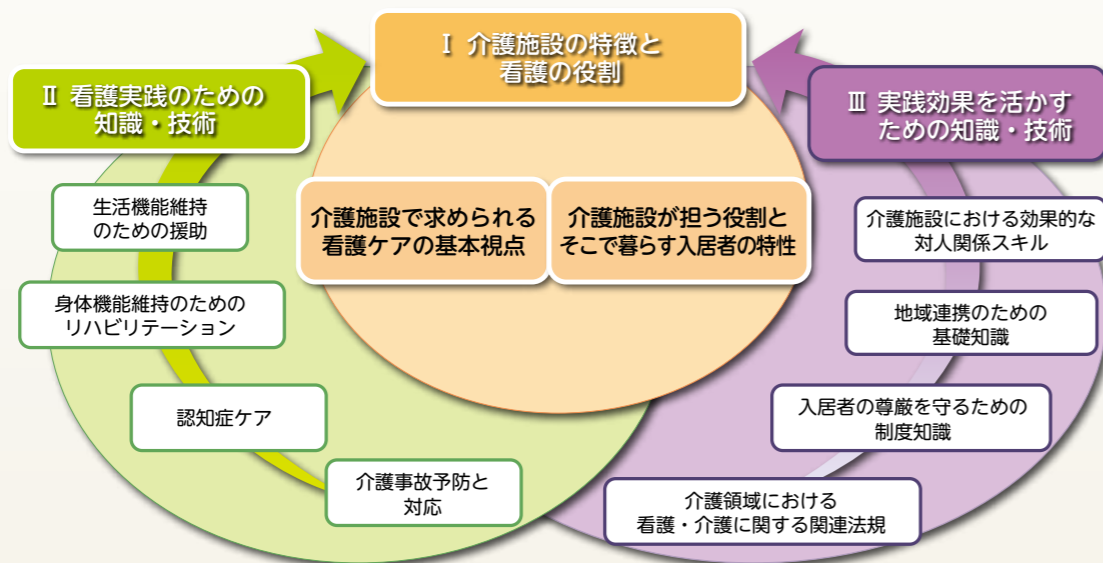 Ⅰ 介護施設の特徴と
看護の役割
Ⅱ 看護実践のための
知識・技術
Ⅲ 実践効果を活かす
ための知識・技術
介護施設で求められる
看護ケアの基本視点
介護施設が担う役割と
そこで暮らす入居者の特性
生活機能維持
のための援助
身体機能維持のための
リハビリテーション
認知症ケア
介護事故予防と
対応
介護施設における効果的な
対人関係スキル
地域連携のための
基礎知識
入居者の尊厳を守るための
制度知識
介護領域における
看護・介護に関する関連法規